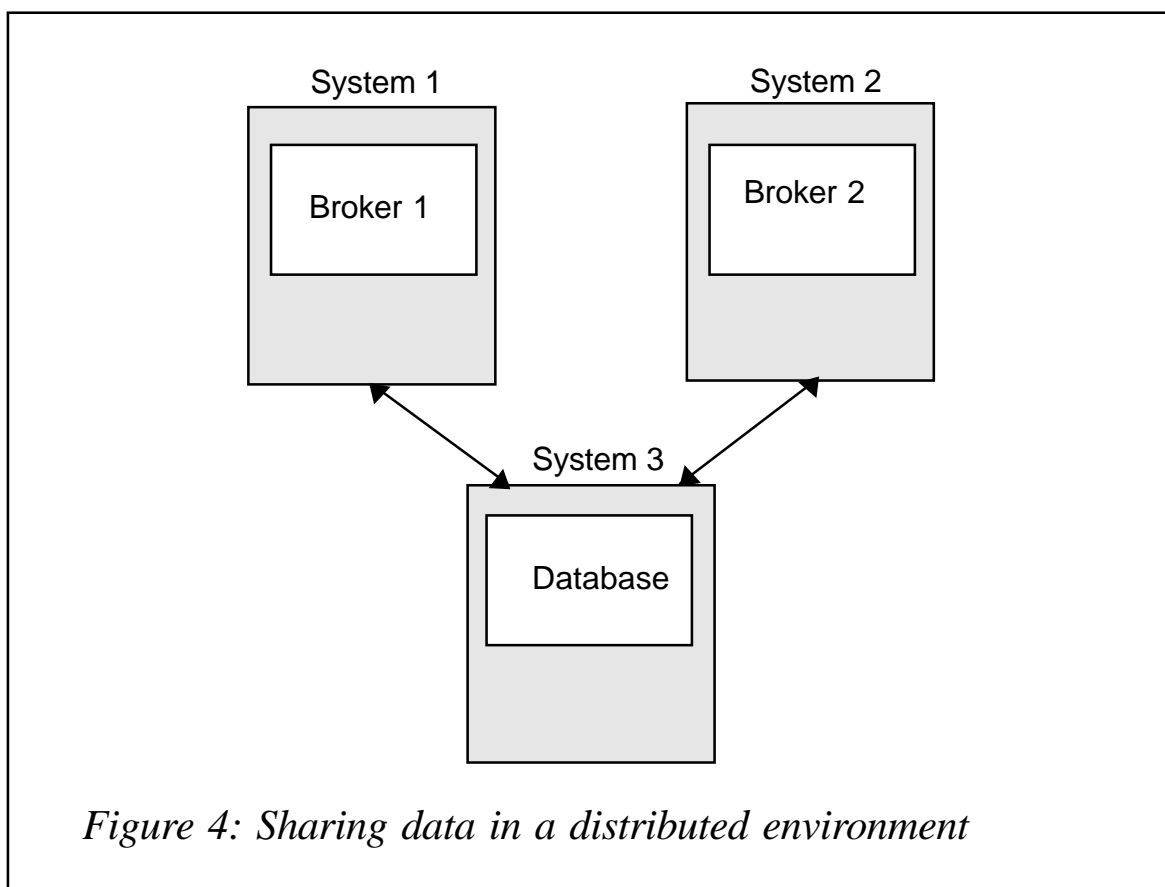 System 1
System 2
Broker 1
Broker 2
System 3
Database
Figure 4: Sharing data in a distributed environment